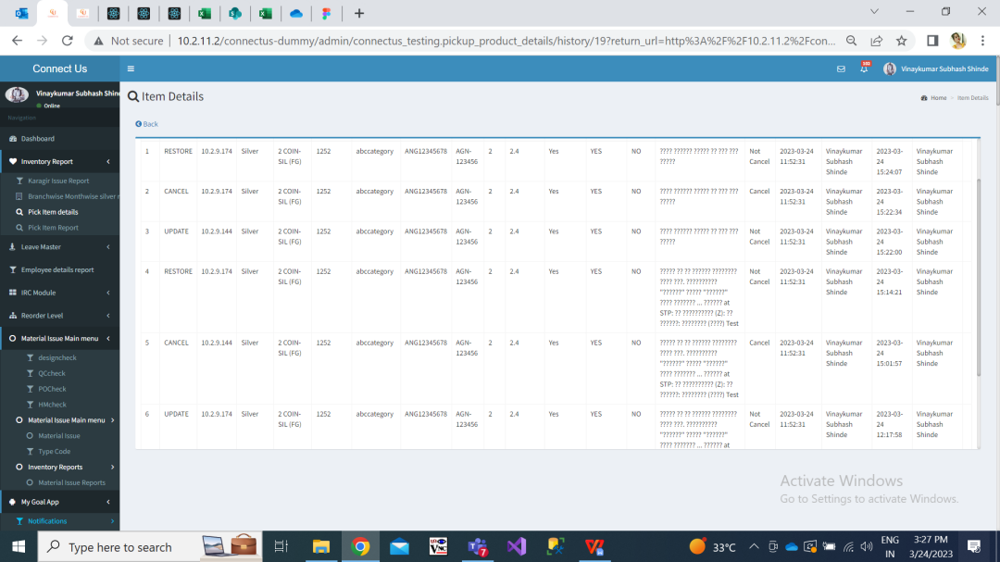 Not secure | 10.2.11.2/connectus-dummy/admin/connectus_testing.pickup_product_details/history/19?return_url=http%3A%2F%2F10.2.11.2%2Fcon...
Connect Us
302
Vinaykumar Subhash Shinde
Vinaykumar Subhash Shin
Online
Item Details
Home
Item Details
Navigation
Back
Dashboard
Inventory Report
Karagir Issue Report
Branchwise Monthwise silver r
Pick Item details
Pick Item Report
Leave Master
Employee details report
IRC Module
Reorder Level
Material Issue Main menu
designcheck
QCcheck
POCheck
HMcheck
Material Issue Main menu
Material Issue
Type Code
Inventory Reports
Material Issue Reports
My Goal App
Notifications
1 RESTORE 10.2.9.174 Silver 2 COIN- 1252 abccategory ANG12345678 AGN- 2 2.4 Yes YES NO ???? ?????? ????? ?? ??? ??? Not 2023-03-24 Vinaykumar 2023-03- Vinaykumar
SIL (FG) 123456 ????? Cancel 11:52:31 Subhash 24 Subhash
Shinde 15:24:07 Shinde
2 CANCEL 10.2.9.174 Silver 2 COIN- 1252 abccategory ANG12345678 AGN- 2 2.4 Yes YES NO ???? ?????? ????? ?? ??? ??? Cancel 2023-03-24 Vinaykumar 2023-03- Vinaykumar
SIL (FG) 123456 ????? 11:52:31 Subhash 24 Subhash
Shinde 15:22:34 Shinde
3 UPDATE 10.2.9.144 Silver 2 COIN- 1252 abccategory ANG12345678 AGN- 2 2.4 Yes YES NO ???? ?????? ????? ?? ??? ??? Not 2023-03-24 Vinaykumar 2023-03- Vinaykumar
SIL (FG) 123456 ????? Cancel 11:52:31 Subhash 24 Subhash
Shinde 15:22:00 Shinde
4 RESTORE 10.2.9.174 Silver 2 COIN- 1252 abccategory ANG12345678 AGN- 2 2.4 Yes YES NO ????? ?? ?? ?????? ???????? Not 2023-03-24 Vinaykumar 2023-03- Vinaykumar
SIL (FG) 123456 ???? ???. ?????????? Cancel 11:52:31 Subhash 24 Subhash
"??????" ????? "??????" Shinde 15:14:21 Shinde
???? ??????? ... ?????? at
STP: ?? ?????????? (Z): ??
??????: ???????? (????) Test
5 CANCEL 10.2.9.144 Silver 2 COIN- 1252 abccategory ANG12345678 AGN- 2 2.4 Yes YES NO ????? ?? ?? ?????? ???????? Cancel 2023-03-24 Vinaykumar 2023-03- Vinaykumar
SIL (FG) 123456 ???? ???. ?????????? 11:52:31 Subhash 24 Subhash
"??????" ????? "??????" Shinde 15:01:57 Shinde
???? ??????? ... ?????? at
STP: ?? ?????????? (Z): ??
??????: ???????? (????) Test
6 UPDATE 10.2.9.174 Silver 2 COIN- 1252 abccategory ANG12345678 AGN- 2 2.4 Yes YES NO ????? ?? ?? ?????? ???????? Not 2023-03-24 Vinaykumar 2023-03- Vinaykumar
SIL (FG) 123456 ???? ???. ?????????? Cancel 11:52:31 Subhash 24 Subhash
"??????" ????? "??????" Shinde 12:17:58 Shinde
???? ??????? ... ?????? at
Activate Windows
Go to Settings to activate Windows.
Type here to search
7
33°C
ENG
IN
3:27 PM
3/24/2023